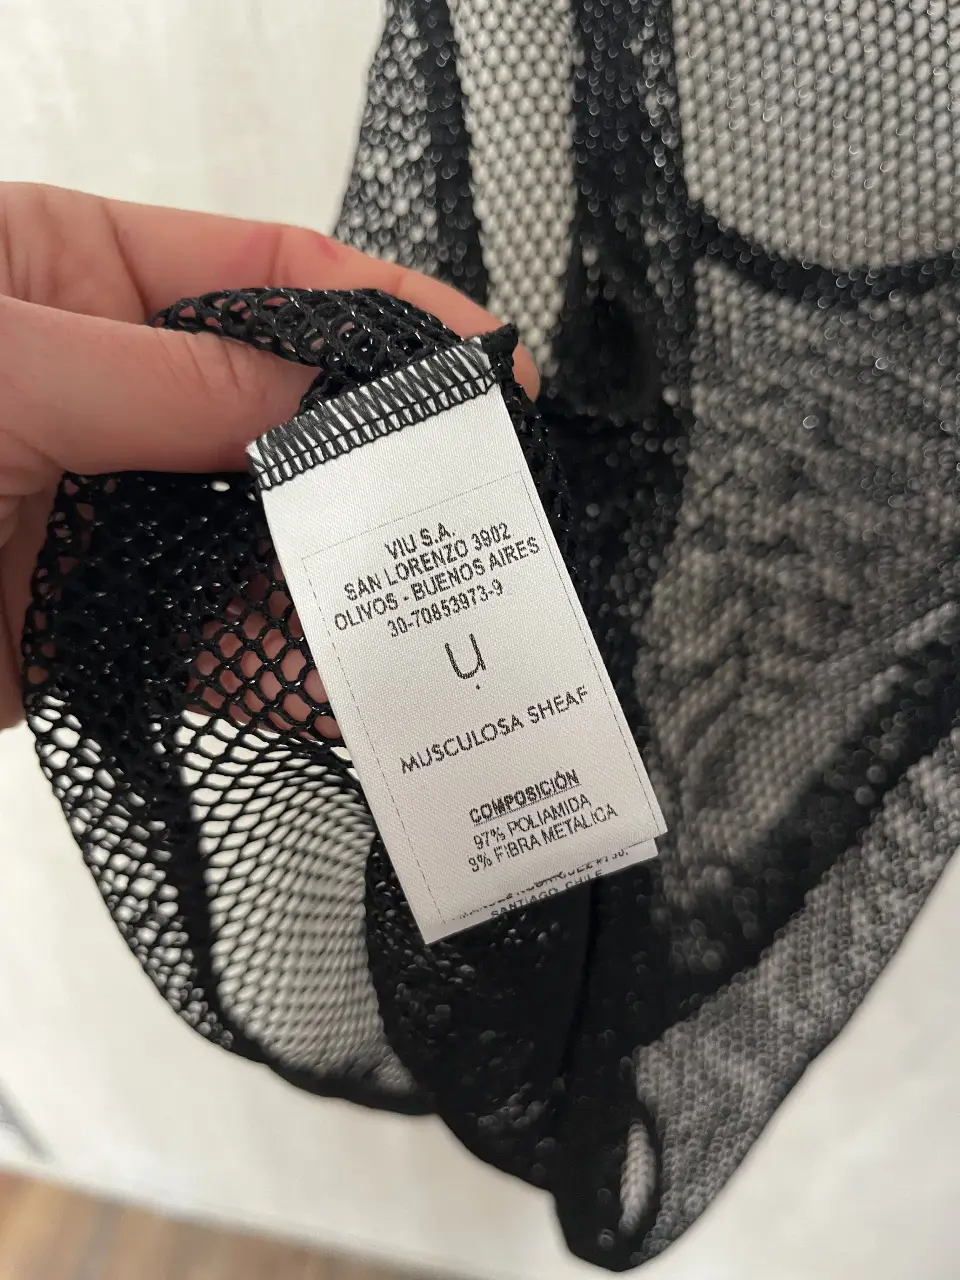 VIU S.A.
SAN LORENZO 3902
OLIVOS - BUENOS AIRES
30-70853973-9
MUSCULOSA SHEAF
COMPOSICIÓN
97% POLIAMIDA
3% FIBRA METALICA
SANTIAGO, CHILE